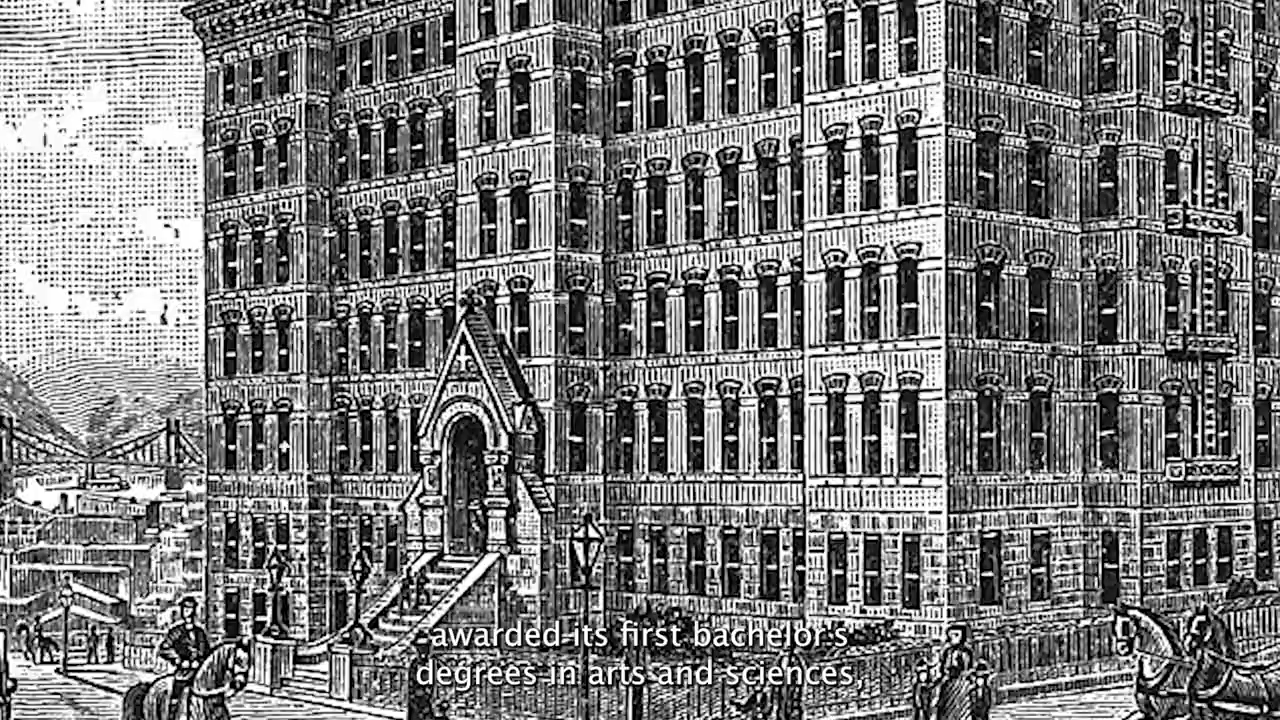 awarded its first bachelor's
degrees in arts and sciences,